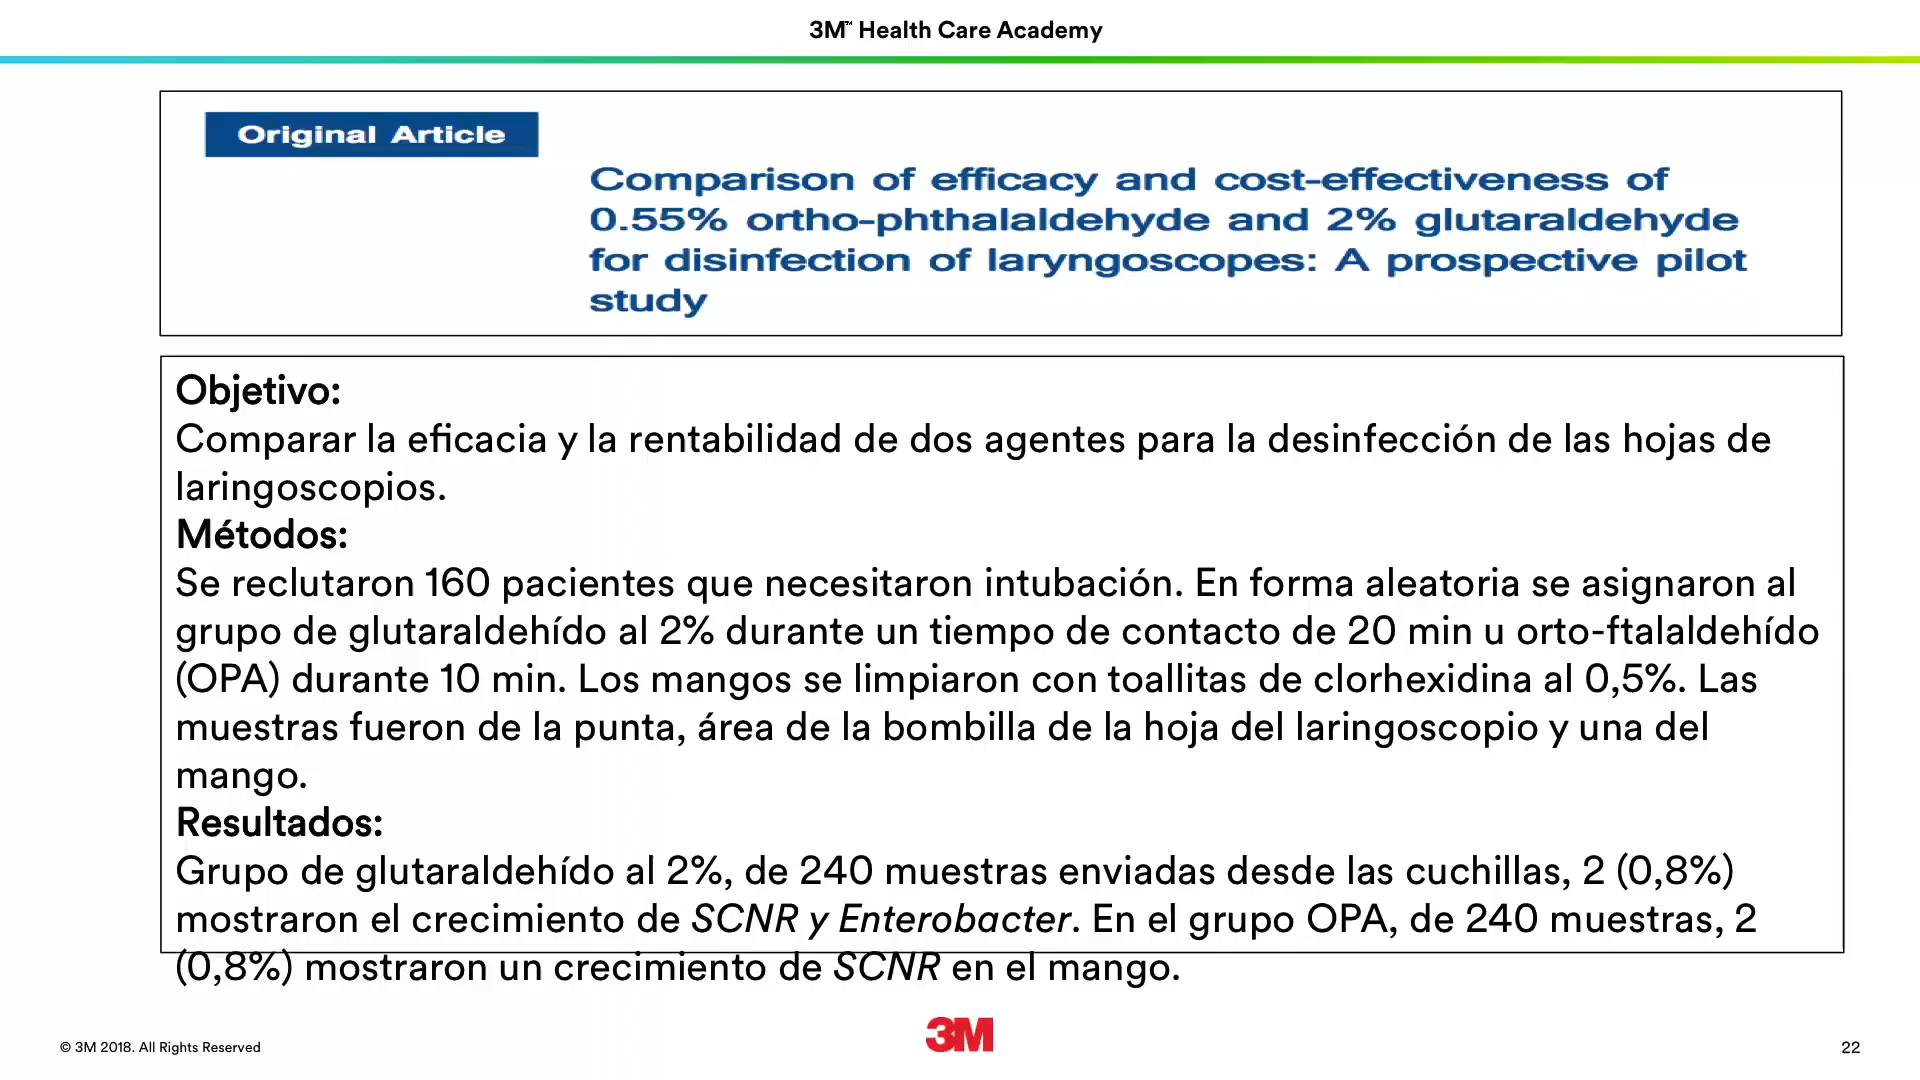 3M™ Health Care Academy
Original Article
Comparison of efficacy and cost-effectiveness of
0.55% ortho-phthalaldehyde and 2% glutaraldehyde
for disinfection of laryngoscopes: A prospective pilot
study
Objetivo:
Comparar la eficacia y la rentabilidad de dos agentes para la desinfección de las hojas de
laringoscopios.
Métodos:
Se reclutaron 160 pacientes que necesitaron intubación. En forma aleatoria se asignaron al
grupo de glutaraldehído al 2% durante un tiempo de contacto de 20 min u orto-ftalaldehído
(OPA) durante 10 min. Los mangos se limpiaron con toallitas de clorhexidina al 0,5%. Las
muestras fueron de la punta, área de la bombilla de la hoja del laringoscopio y una del
mango.
Resultados:
Grupo de glutaraldehído al 2%, de 240 muestras enviadas desde las cuchillas, 2 (0,8%)
mostraron el crecimiento de SCNR y Enterobacter. En el grupo OPA, de 240 muestras, 2
(0,8%) mostraron un crecimiento de SCNR en el mango.
© 3M 2018. All Rights Reserved
3M
22